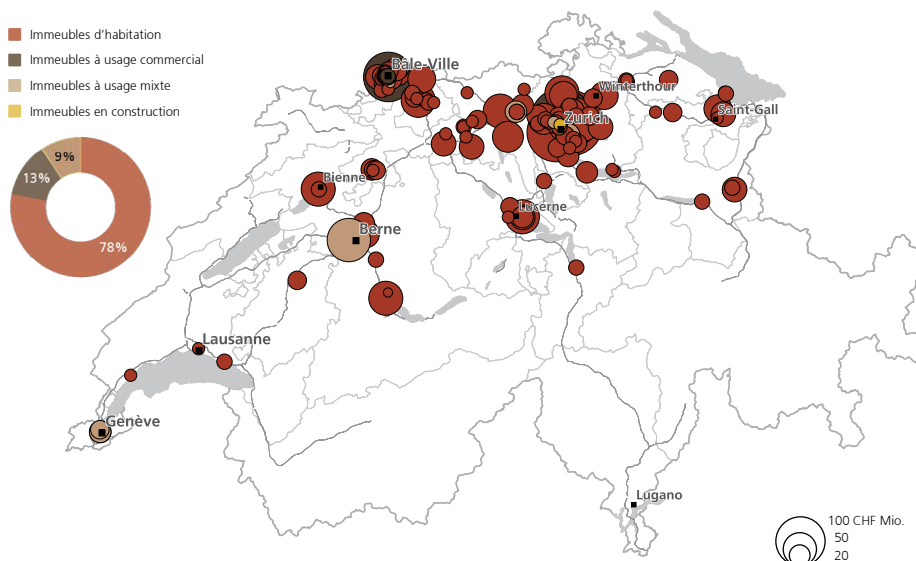 Immeubles d'habitation
Immeubles à usage commercial
Immeubles à usage mixte
Immeubles en construction
9%
13%
78%
Bâle-Ville
Winterthour
Zurich
Saint-Gall
Bienne
Lucerne
Berne
Lausanne
Genève
Lugano
100 CHF Mio.
50
20